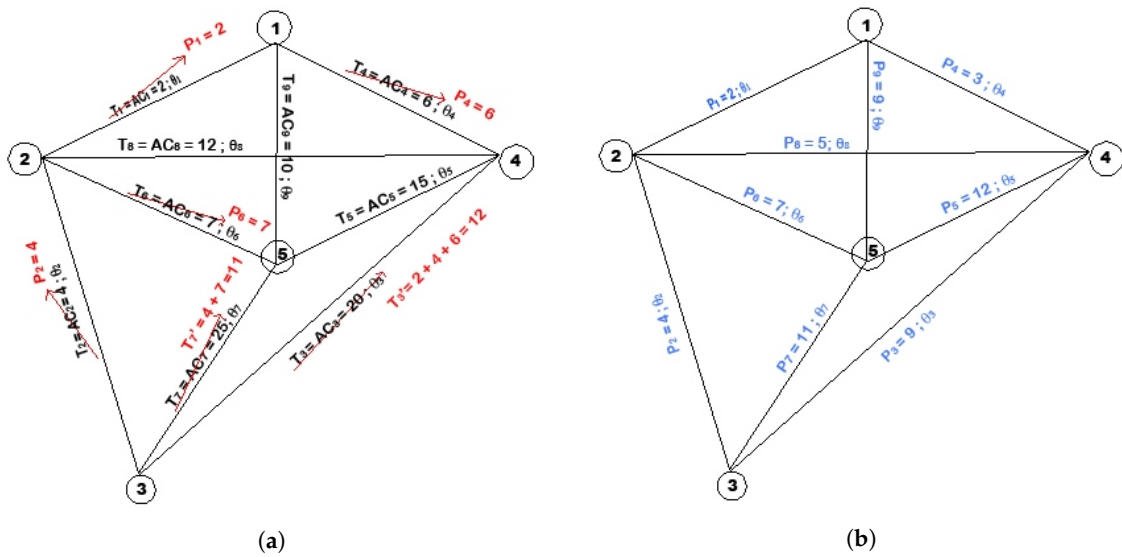 1
P₁ = 2
T₁ = AC₁ = 2 ; θ₁
T₄ = AC₄ = 6 ; θ₄
P₄ = 6
T₉ = AC₉ = 10 ; θ₉
2
T₈ = AC₈ = 12 ; θ₈
4
T₆ = AC₆ = 7 ; θ₆
P₆ = 7
T₅ = AC₅ = 15 ; θ₅
5
P₂ = 4
T₂ = AC₂ = 4 ; θ₂
T₇' = 4 + 7 = 11
T₇ = AC₇ = 25 ; θ₇
T₃ = AC₃ = 20 ; θ₃
T₃' = 2 + 4 + 6 = 12
3
(a)
1
P₁ = 2 ; θ₁
P₉ = 9 ; θ₉
P₄ = 3 ; θ₄
2
P₈ = 5 ; θ₈
4
P₆ = 7 ; θ₆
P₅ = 12 ; θ₅
5
P₂ = 4 ; θ₂
P₇ = 11 ; θ₇
P₃ = 9 ; θ₃
3
(b)